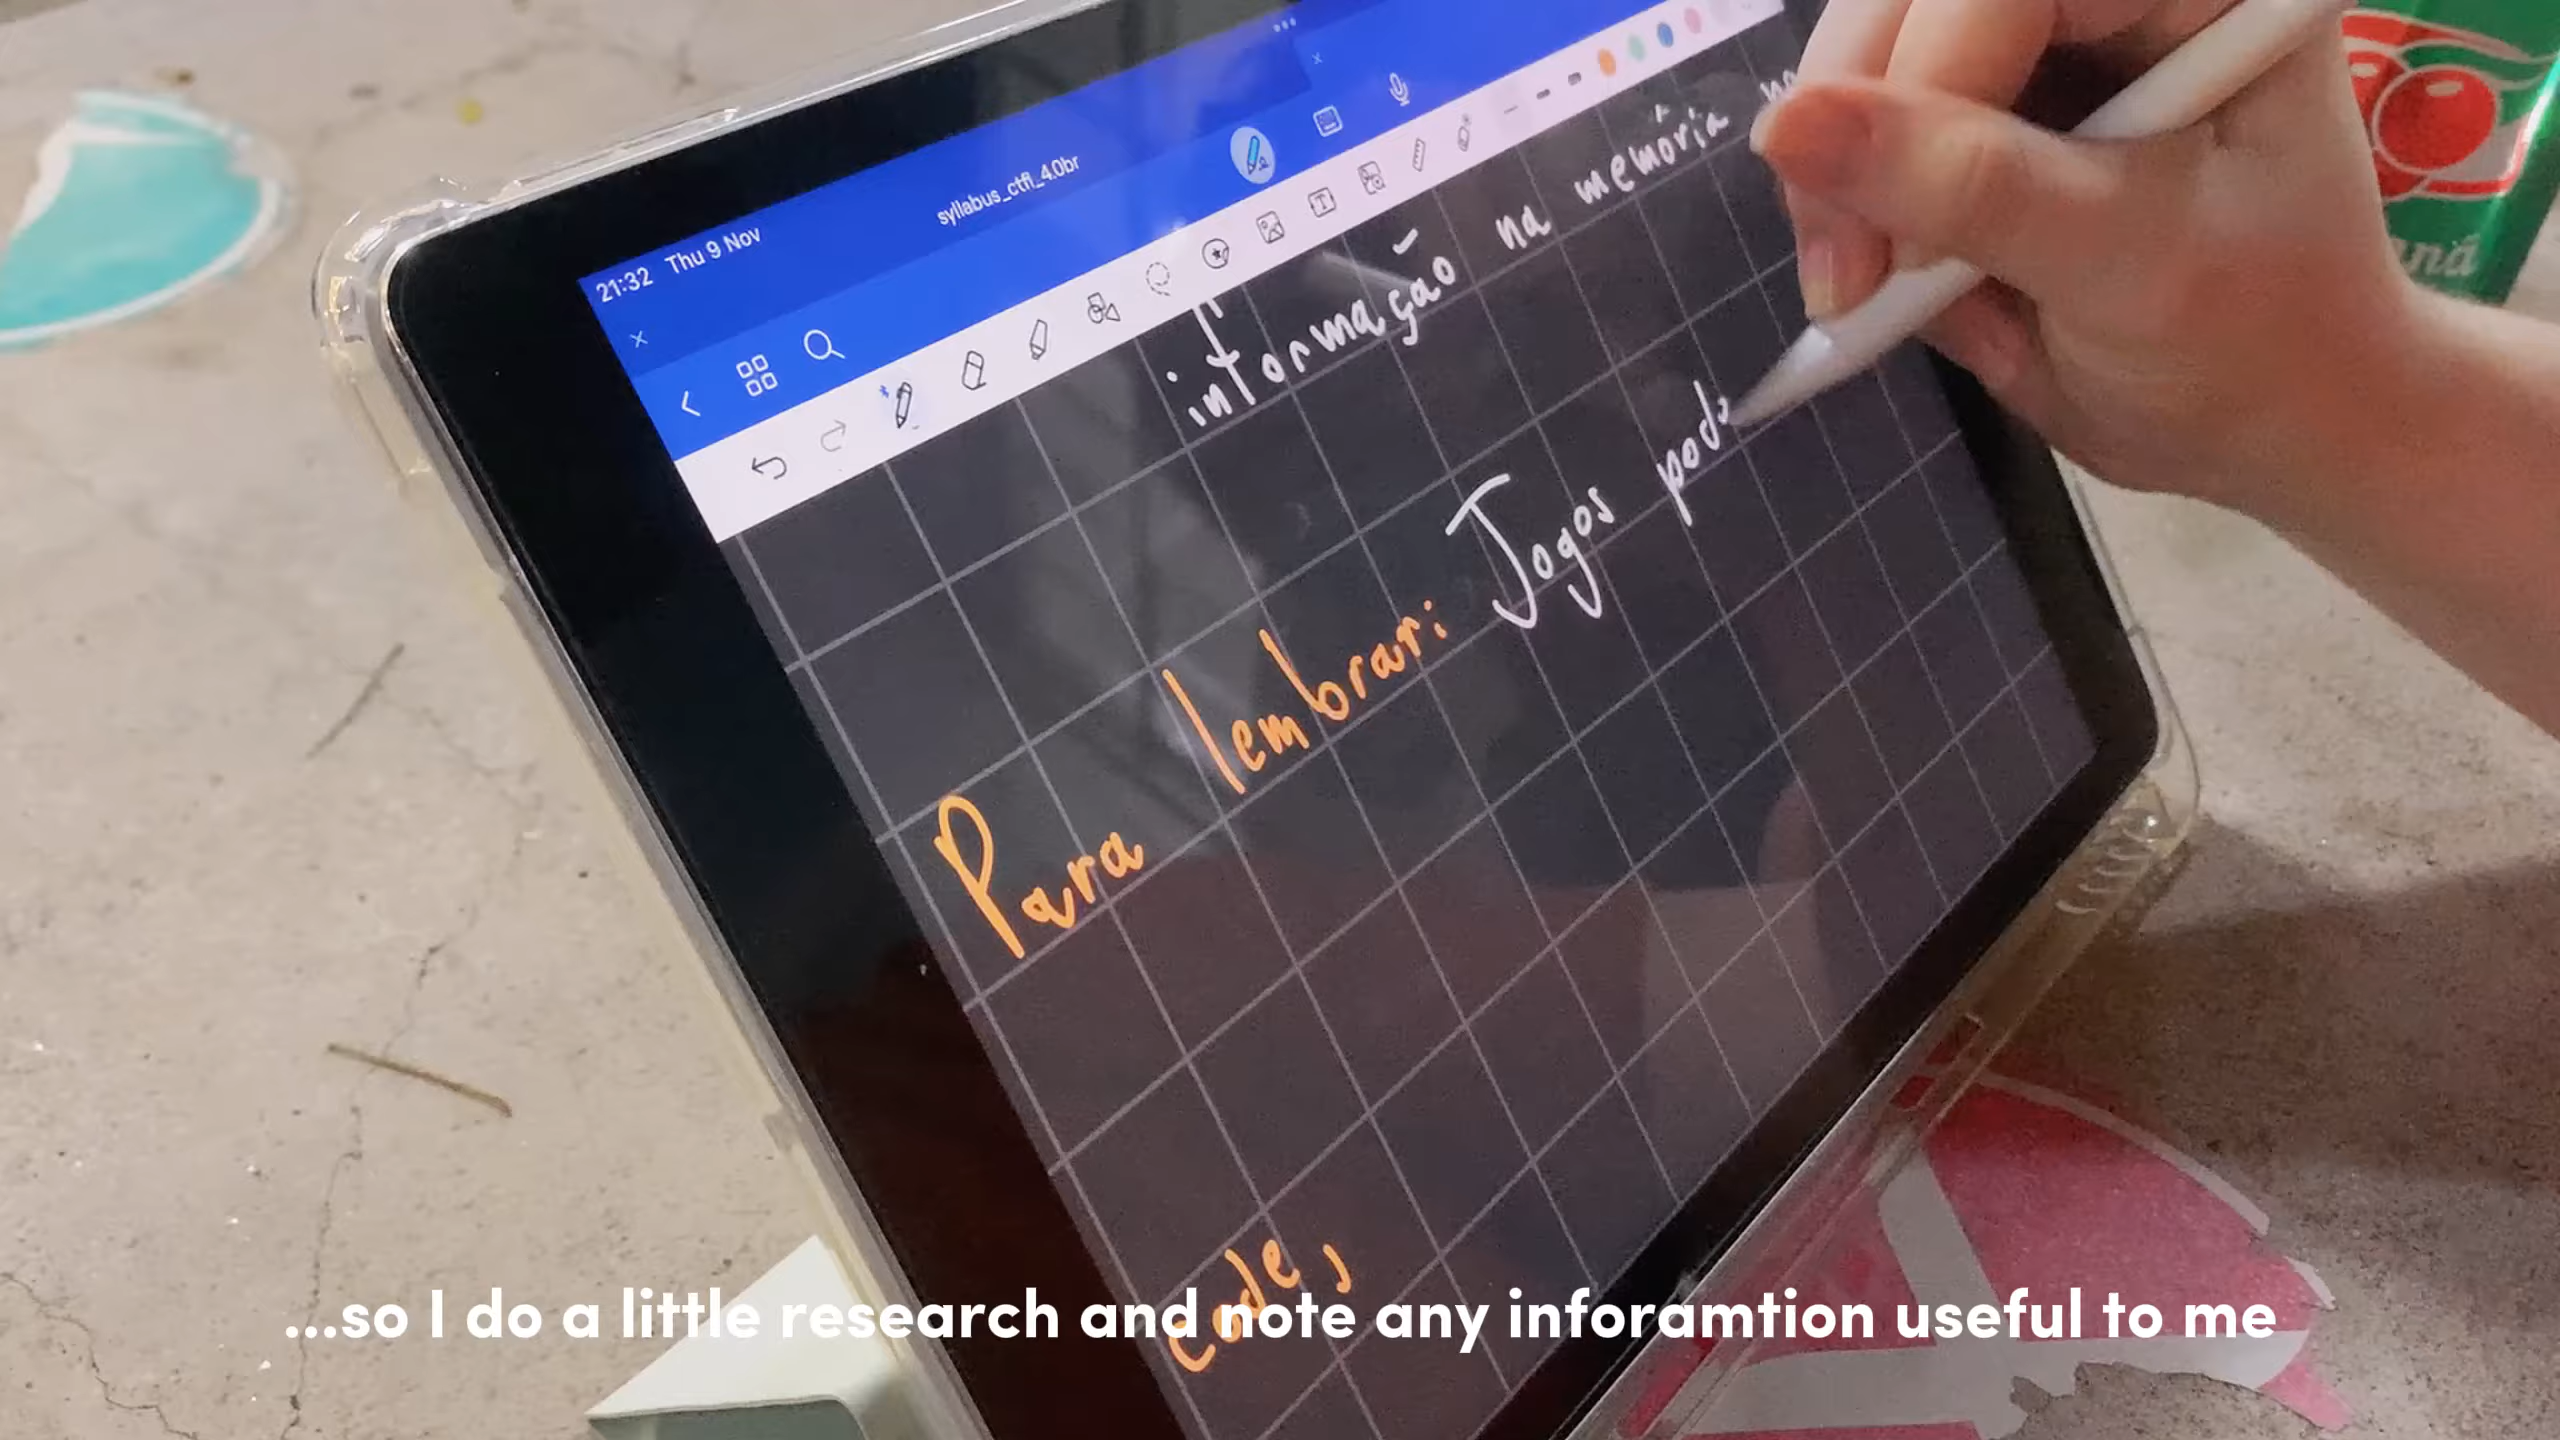 21:32 Thu 9 Nov
syllabus_ctfl_4.0br
informação na memória
Para lembrar: Jogos pod
code,
...so I do a little research and note any inforamtion useful to me